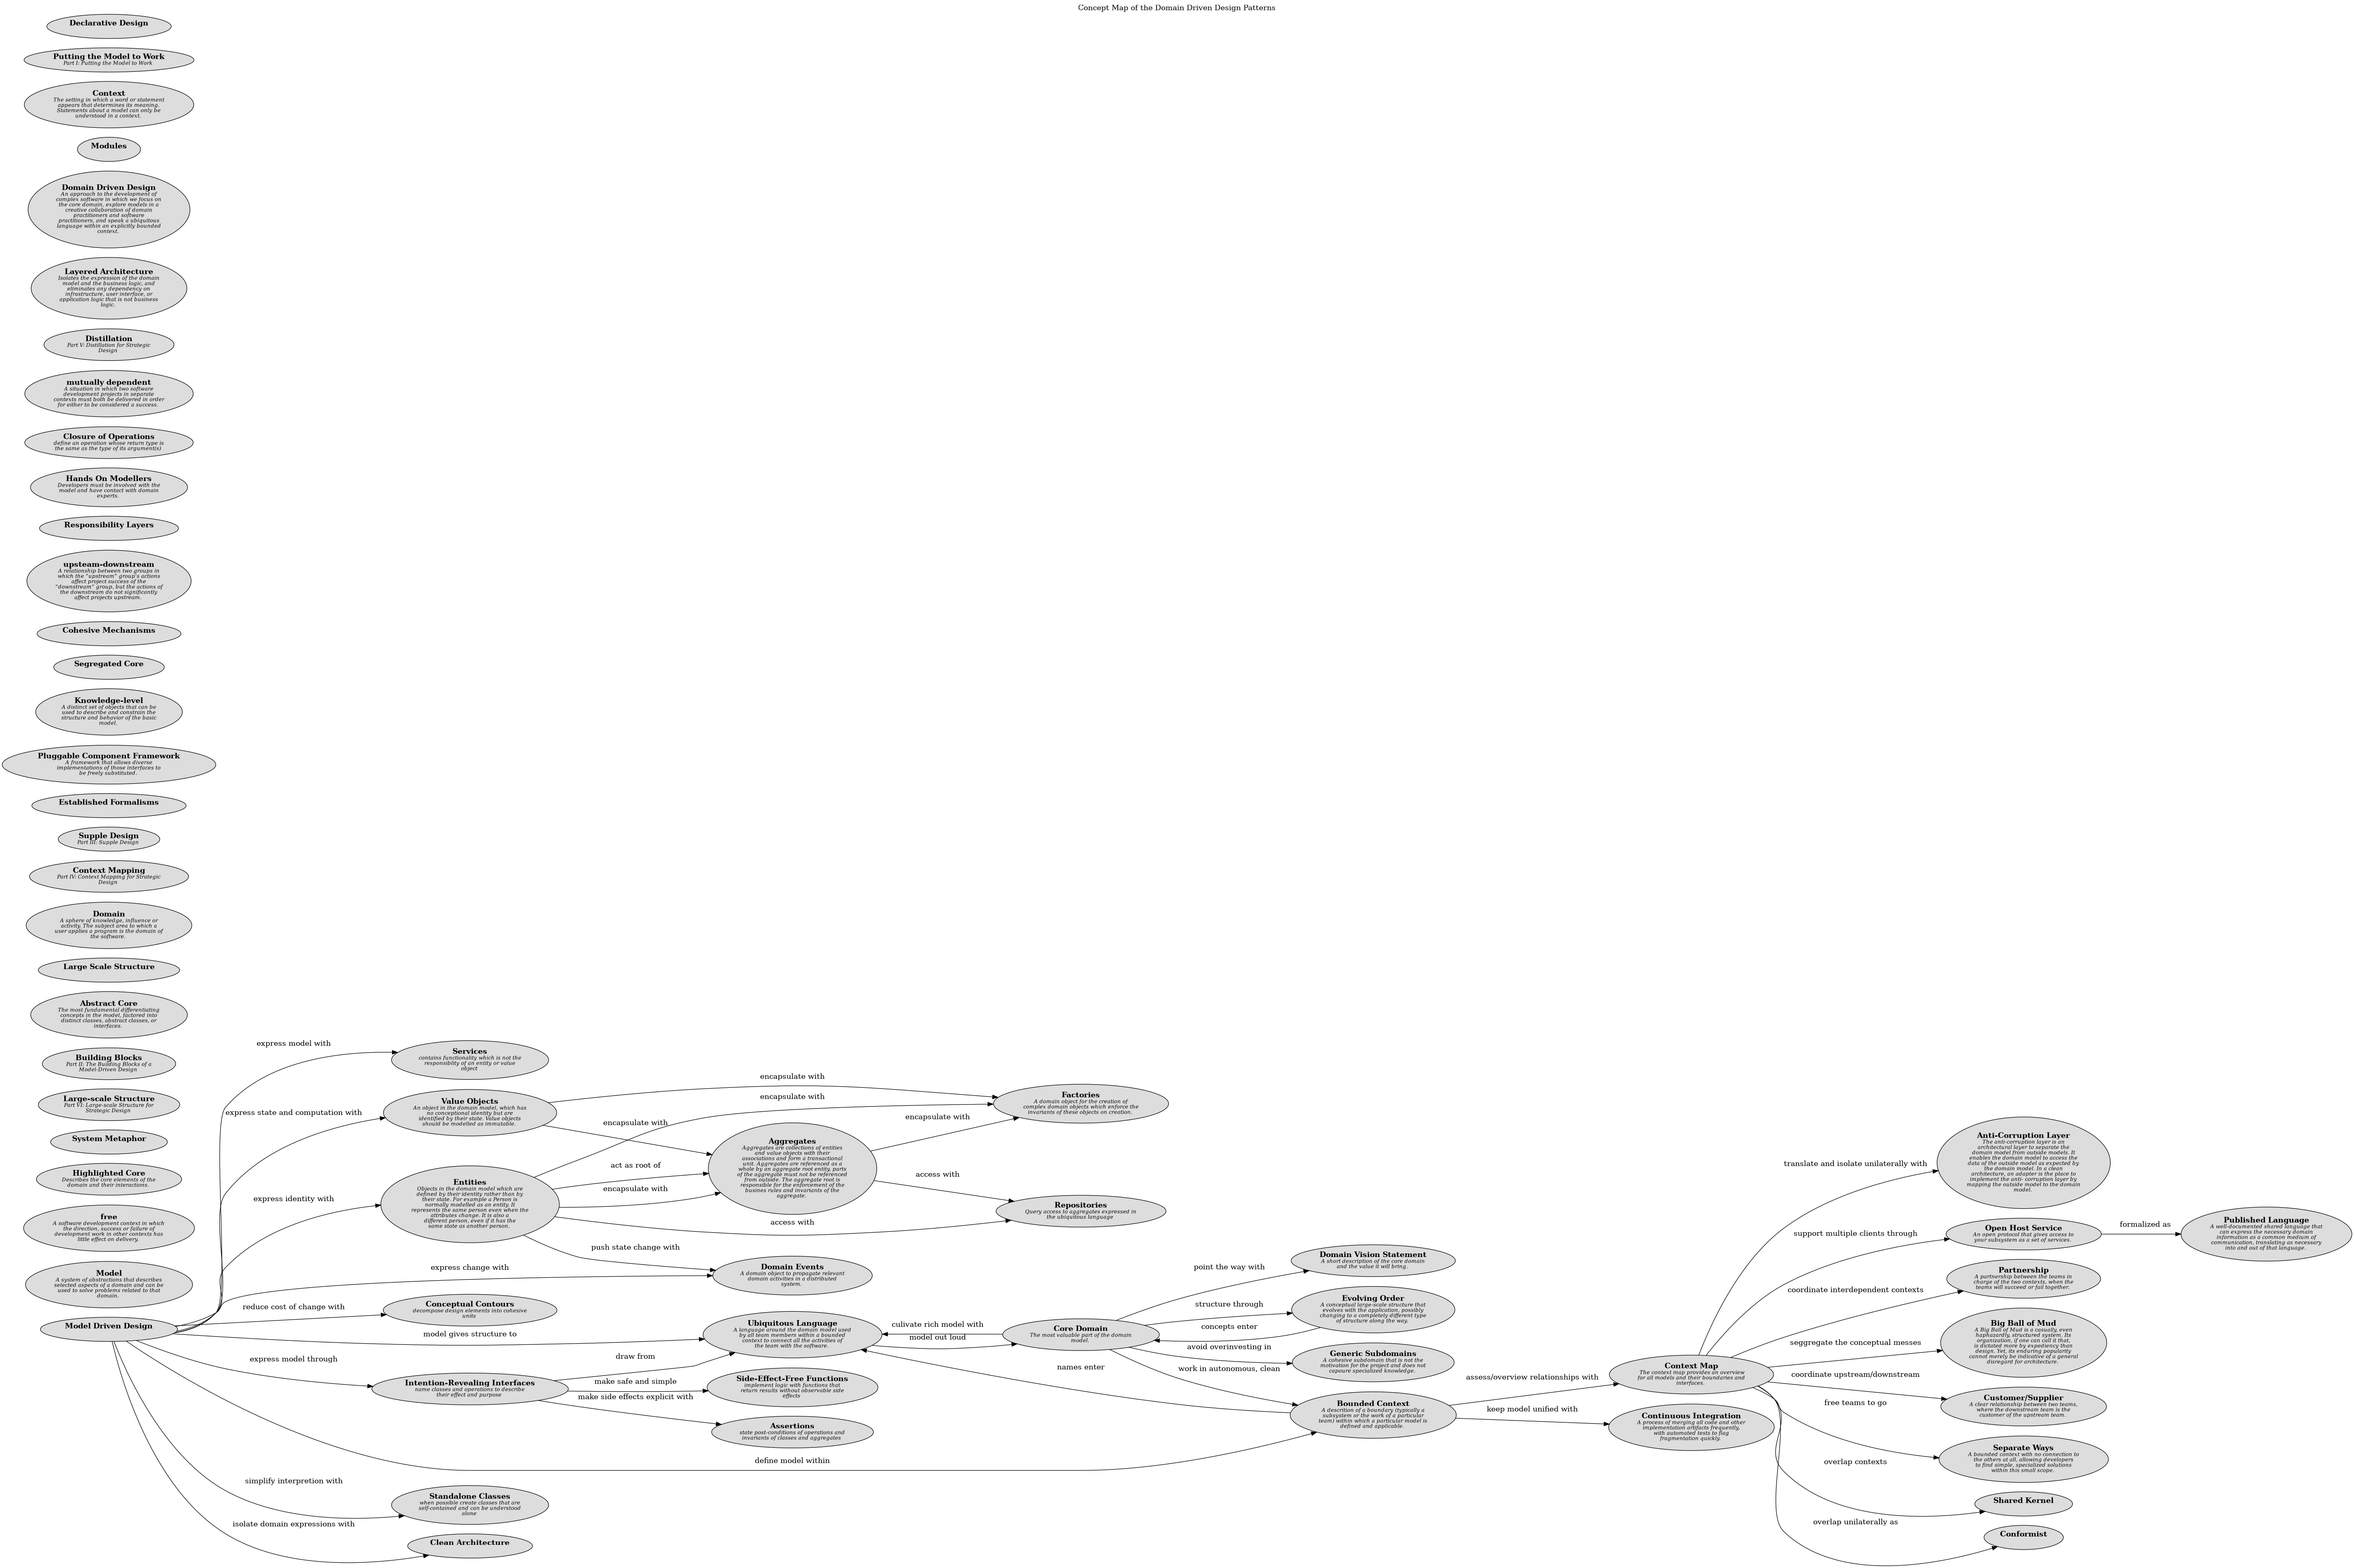 Concept Map of the Domain Driven Design Patterns
Declarative Design
Putting the Model to Work
Part I: Putting the Model to Work
Context
The setting in which a word or statement
appears that determines its meaning.
Statements about a model can only be
understood in a context.
Modules
Domain Driven Design
An approach to the development of
complex software in which we focus on
the core domain, explore models in a
creative collaboration of domain
practitioners and software
practitioners, and speak a ubiquitous
language within an explicitly bounded
context.
Layered Architecture
Isolates the expression of the domain
model and the business logic, and
eliminates any dependency on
infrastructure, user interface, or
application logic that is not business
logic.
Distillation
Part V: Distillation for Strategic
Design
mutually dependent
A situation in which two software
development projects in separate
contexts must both be delivered in order
for either to be considered a success.
Closure of Operations
define an operation whose return type is
the same as the type of its argument(s)
Hands On Modellers
Developers must be involved with the
model and have contact with domain
experts.
Responsibility Layers
upsteam-downstream
A relationship between two groups in
which the "upstream" group's actions
affect project success of the
"downstream" group, but the actions of
the downstream do not significantly
affect projects upstream.
Cohesive Mechanisms
Segregated Core
Knowledge-level
A distinct set of objects that can be
used to describe and constrain the
structure and behavior of the basic
model.
Pluggable Component Framework
A framework that allows diverse
implementations of those interfaces to
be freely substituted.
Established Formalisms
Supple Design
Part III: Supple Design
Context Mapping
Part IV: Context Mapping for Strategic
Design
Domain
A sphere of knowledge, influence or
activity. The subject area to which a
user applies a program is the domain of
the software.
Large Scale Structure
Abstract Core
The most fundamental differentiating
concepts in the model, factored into
distinct classes, abstract classes, or
interfaces.
Building Blocks
Part II: The Building Blocks of a
Model-Driven Design
Large-scale Structure
Part VI: Large-scale Structure for
Strategic Design
System Metaphor
Highlighted Core
Describes the core elements of the
domain and their interactions.
free
A software development context in which
the direction, success or failure of
development work in other contexts has
little effect on delivery.
Model
A system of abstractions that describes
selected aspects of a domain and can be
used to solve problems related to that
domain.
Model Driven Design
express model with
express state and computation with
express identity with
express change with
reduce cost of change with
model gives structure to
express model through
define model within
simplify interpretion with
isolate domain expressions with
Services
contains functionality which is not the
responsiblity of an entity or value
object
Value Objects
An object in the domain model, which has
no conceptional identity but are
identified by their state. Value objects
should be modelled as immutable.
Entities
Objects in the domain model which are
defined by their identity rather than by
their state. For example a Person is
normally modelled as an entity. It
represents the same person even when the
attributes change. It is also a
different person, even if it has the
same state as another person.
Conceptual Contours
decompose design elements into cohesive
units
Intention-Revealing Interfaces
name classes and operations to describe
their effect and purpose
Standalone Classes
when possible create classes that are
self-contained and can be understood
alone
Clean Architecture
encapsulate with
encapsulate with
encapsulate with
act as root of
encapsulate with
access with
push state change with
draw from
make safe and simple
make side effects explicit with
Aggregates
Aggregates are collections of entities
and value objects with their
associations and form a transactional
unit. Aggregates are referenced as a
whole by an aggregate root entity, parts
of the aggregate must not be referenced
from outside. The aggregate root is
responsible for the enforcement of the
busines rules and invariants of the
aggregate.
Domain Events
A domain object to propagate relevant
domain activities in a distributed
system.
Ubiquitous Language
A language around the domain model used
by all team members within a bounded
context to connect all the activities of
the team with the software.
Side-Effect-Free Functions
implement logic with functions that
return results without observable side
effects
Assertions
state post-conditions of operations and
invariants of classes and aggregates
encapsulate with
access with
culivate rich model with
model out loud
names enter
Factories
A domain object for the creation of
complex domain objects which enforce the
invariants of these objects on creation.
Repositories
Query access to aggregates expressed in
the ubiquitous language
Core Domain
The most valuable part of the domain
model.
point the way with
structure through
concepts enter
avoid overinvesting in
work in autonomous, clean
Domain Vision Statement
A short description of the core domain
and the value it will bring.
Evolving Order
A conceptual large-scale structure that
evolves with the application, possibly
changing to a completely different type
of structure along the way.
Generic Subdomains
A cohesive subdomain that is not the
motivation for the project and does not
capoure specialized knowledge.
Bounded Context
A descrition of a boundary (typically a
subsystem or the work of a particular
team) within which a particular model is
defined and applicable.
assess/overview relationships with
keep model unified with
Context Map
The context map provides an overview
for all models and their boundaries and
interfaces.
Continuous Integration
A process of merging all code and other
implementation artifacts frequently,
with automated tests to flag
fragmentation quickly.
translate and isolate unilaterally with
support multiple clients through
coordinate interdependent contexts
seggregate the conceptual messes
coordinate upstream/downstream
free teams to go
overlap contexts
overlap unilaterally as
Anti-Corruption Layer
The anti-corruption layer is an
architectural layer to separate the
domain model from outside models. It
enables the domain model to access the
data of the outside model as expected by
the domain model. In a clean
architecture, an adapter is the place to
implement the anti- corruption layer by
mapping the outside model to the domain
model.
Open Host Service
An open protocol that gives access to
your subsystem as a set of services.
formalized as
Published Language
A well-documented shared language that
can express the necessary domain
information as a common medium of
communication, translating as necessary
into and out of that language.
Partnership
A partnership between the teams in
charge of the two contexts, when the
teams will succeed or fail together.
Big Ball of Mud
A Big Ball of Mud is a casually, even
haphazardly, structured system. Its
organization, if one can call it that,
is dictated more by expediency than
design. Yet, its enduring popularity
cannot merely be indicative of a general
disregard for architecture.
Customer/Supplier
A clear relationship between two teams,
where the downstream team is the
customer of the upstream team.
Separate Ways
A bounded context with no connection to
the others at all, allowing developers
to find simple, specialized solutions
within this small scope.
Shared Kernel
Conformist